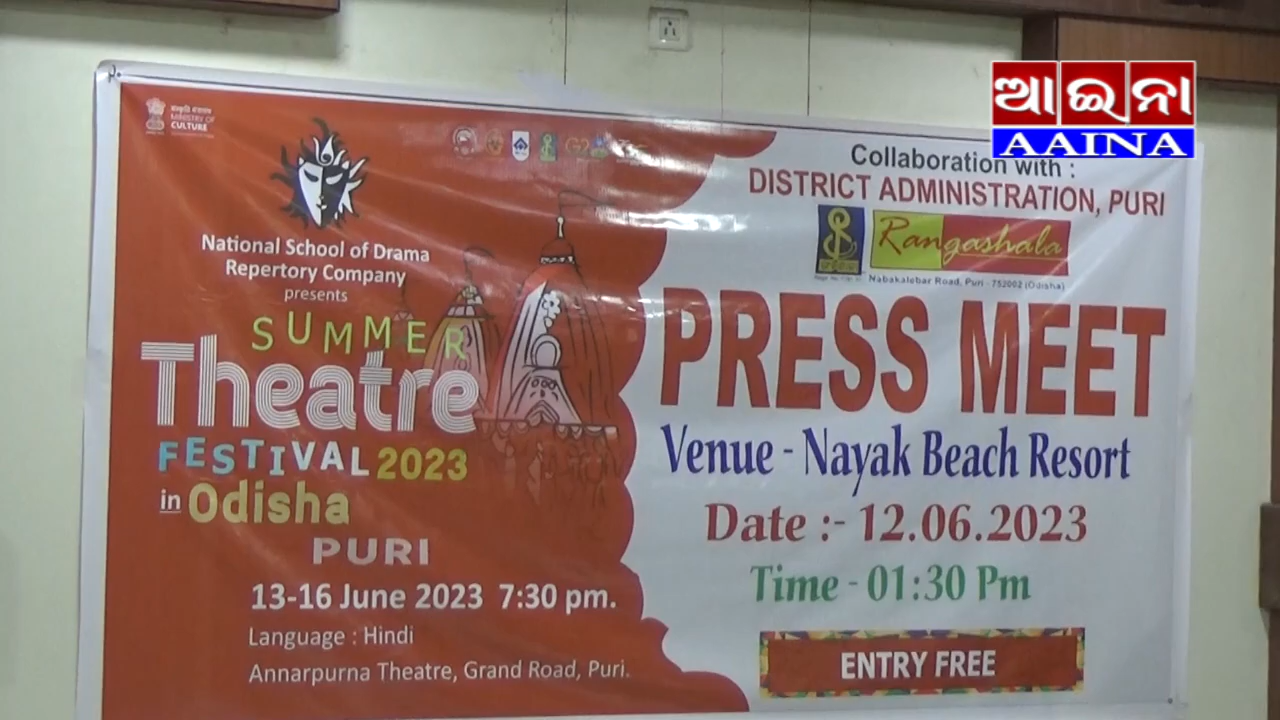 ଆଇନା
AAINA
MINISTRY OF
CULTURE
National School of Drama
Repertory Company
presents
SUMMER
Theatre
FESTIVAL 2023
in Odisha
PURI
13-16 June 2023 7:30 pm.
Language : Hindi
Annarpurna Theatre, Grand Road, Puri.
Collaboration with :
DISTRICT ADMINISTRATION, PURI
Rangashala
Nabakalebar Road, Puri - 752002 (Odisha)
PRESS MEET
Venue - Nayak Beach Resort
Date :- 12.06.2023
Time - 01:30 Pm
ENTRY FREE